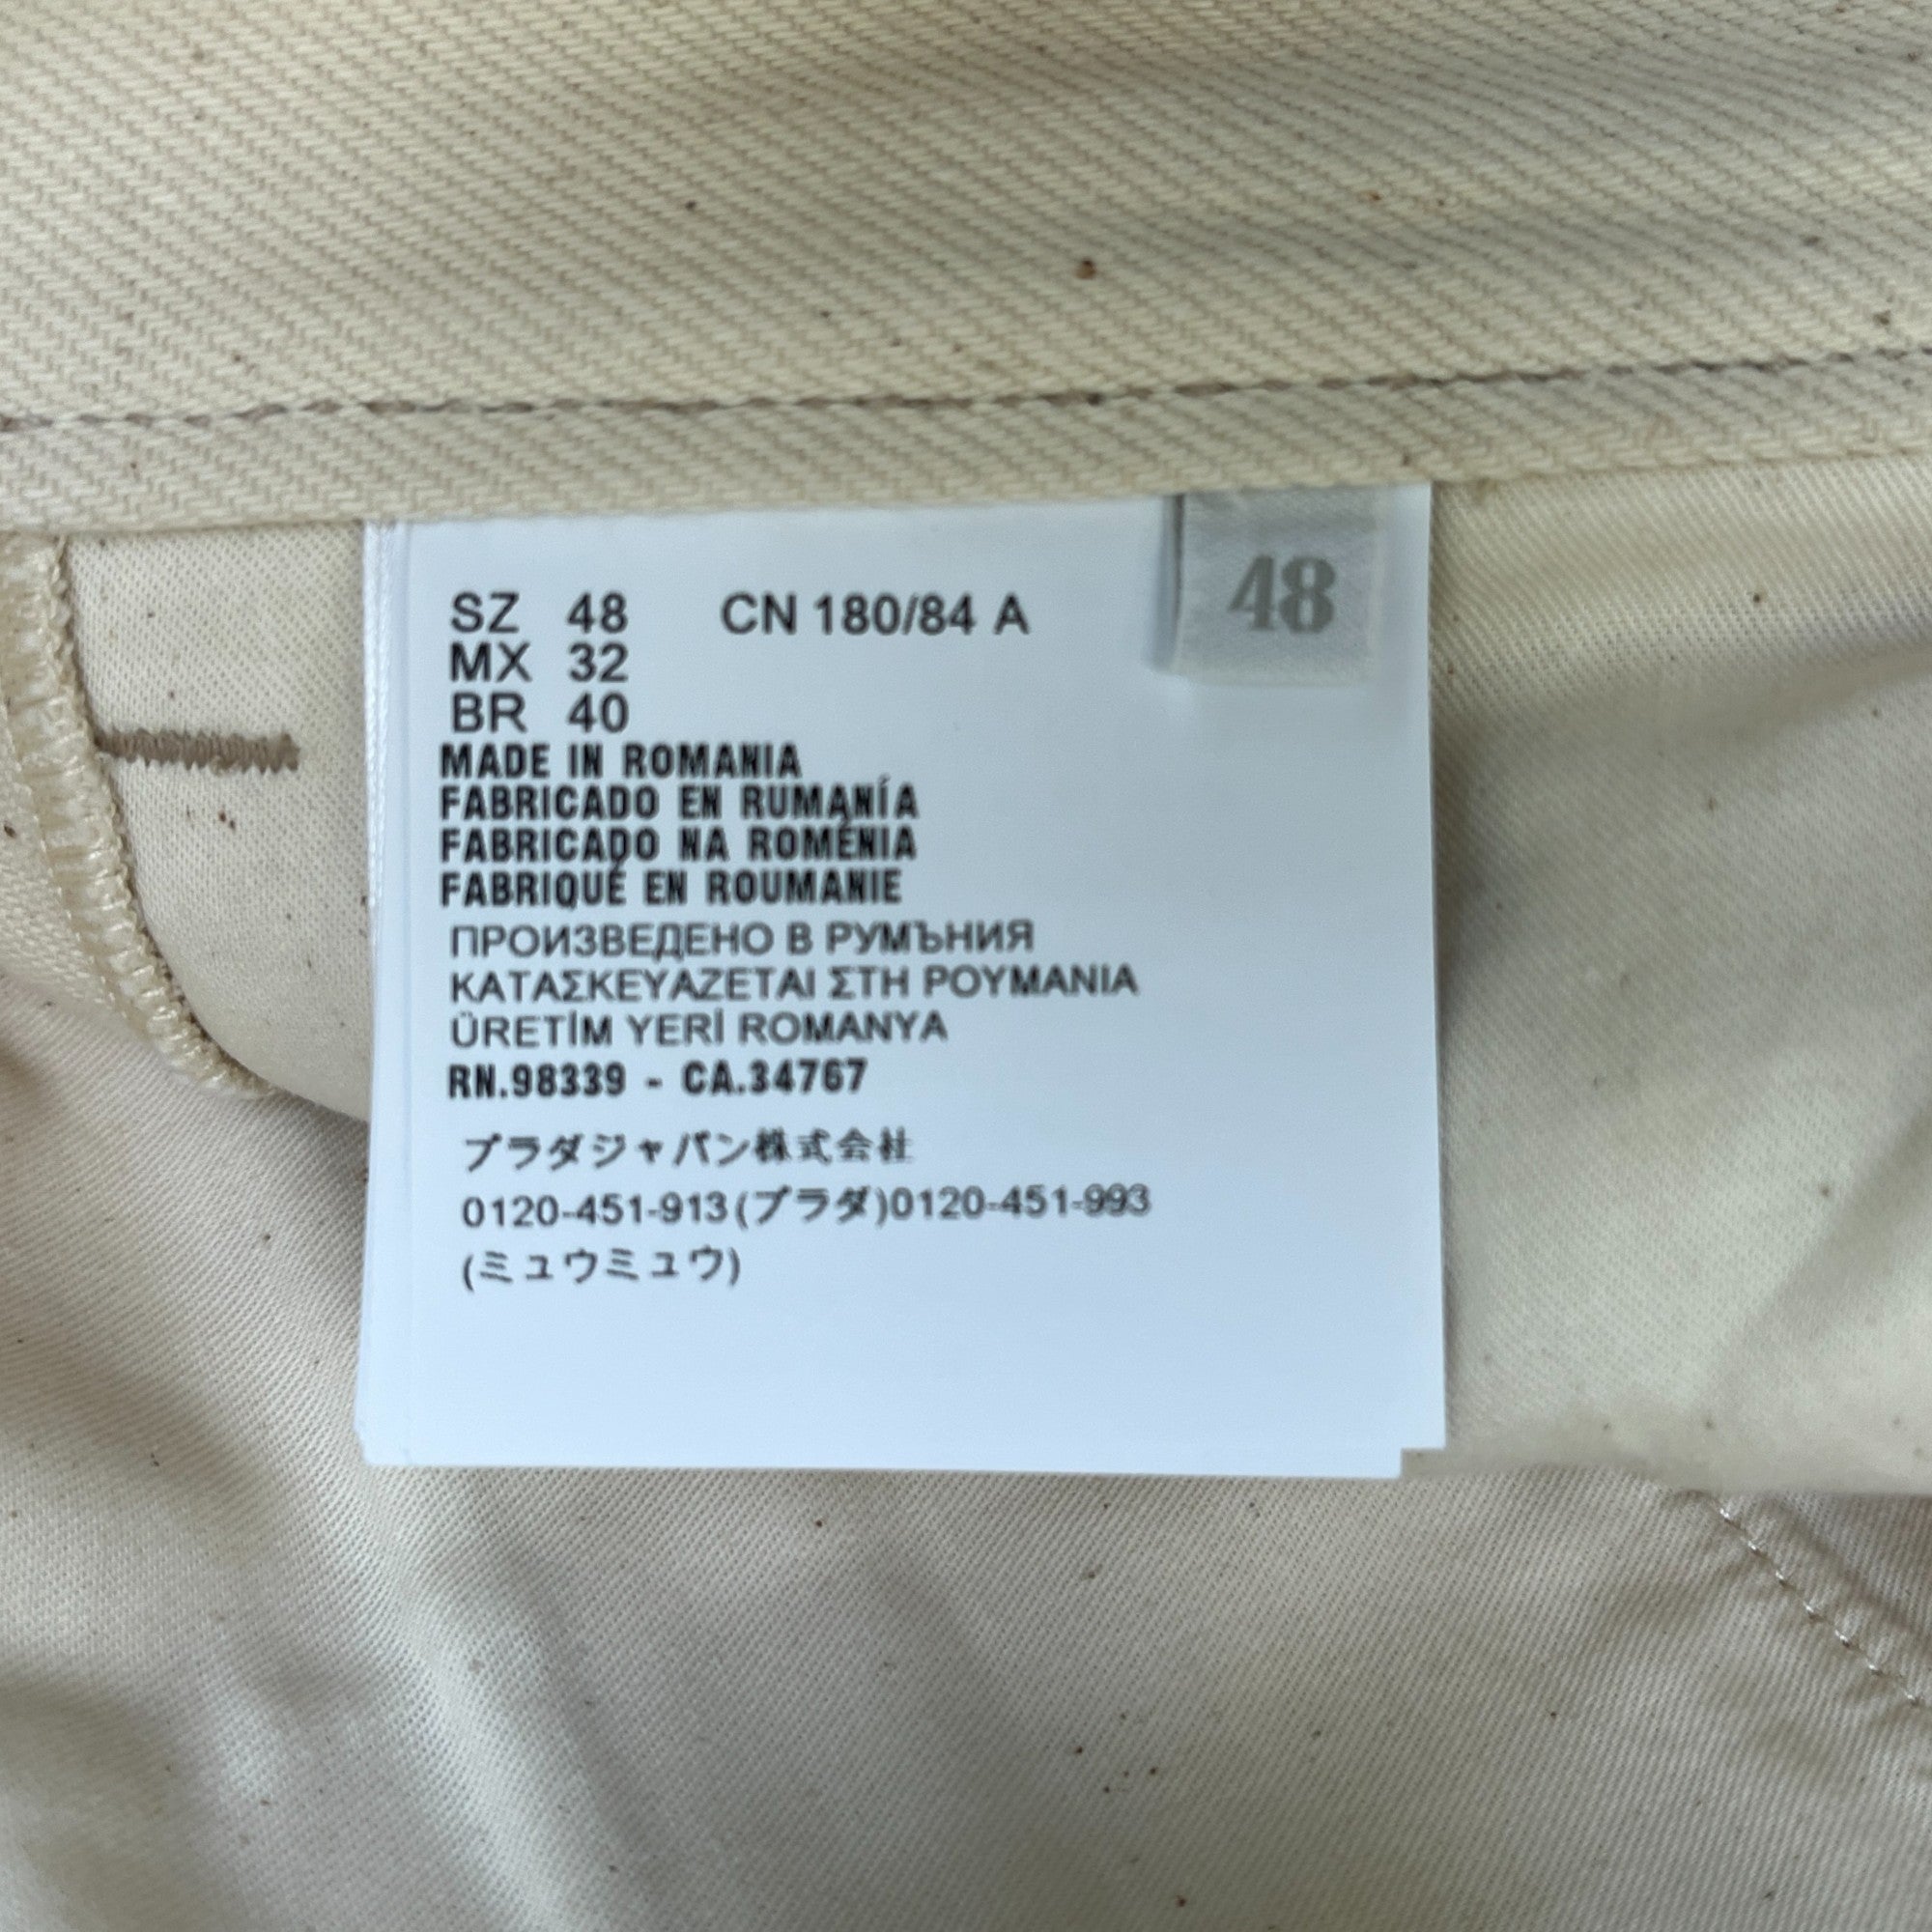 48
SZ 48 CN 180/84 A
MX 32
BR 40
MADE IN ROMANIA
FABRICADO EN RUMANÍA
FABRICADO NA ROMÉNIA
FABRIQUÉ EN ROUMANIE
ПРОИЗВЕДЕНО В РУМЪНИЯ
ΚΑΤΑΣΚΕΥΑΖΕΤΑΙ ΣΤΗ ΡΟΥΜΑΝΙΑ
ÜRETİM YERİ ROMANYA
RN.98339 - CA.34767
プラダジャパン株式会社
0120-451-913(プラダ)0120-451-993
(ミュウミュウ)